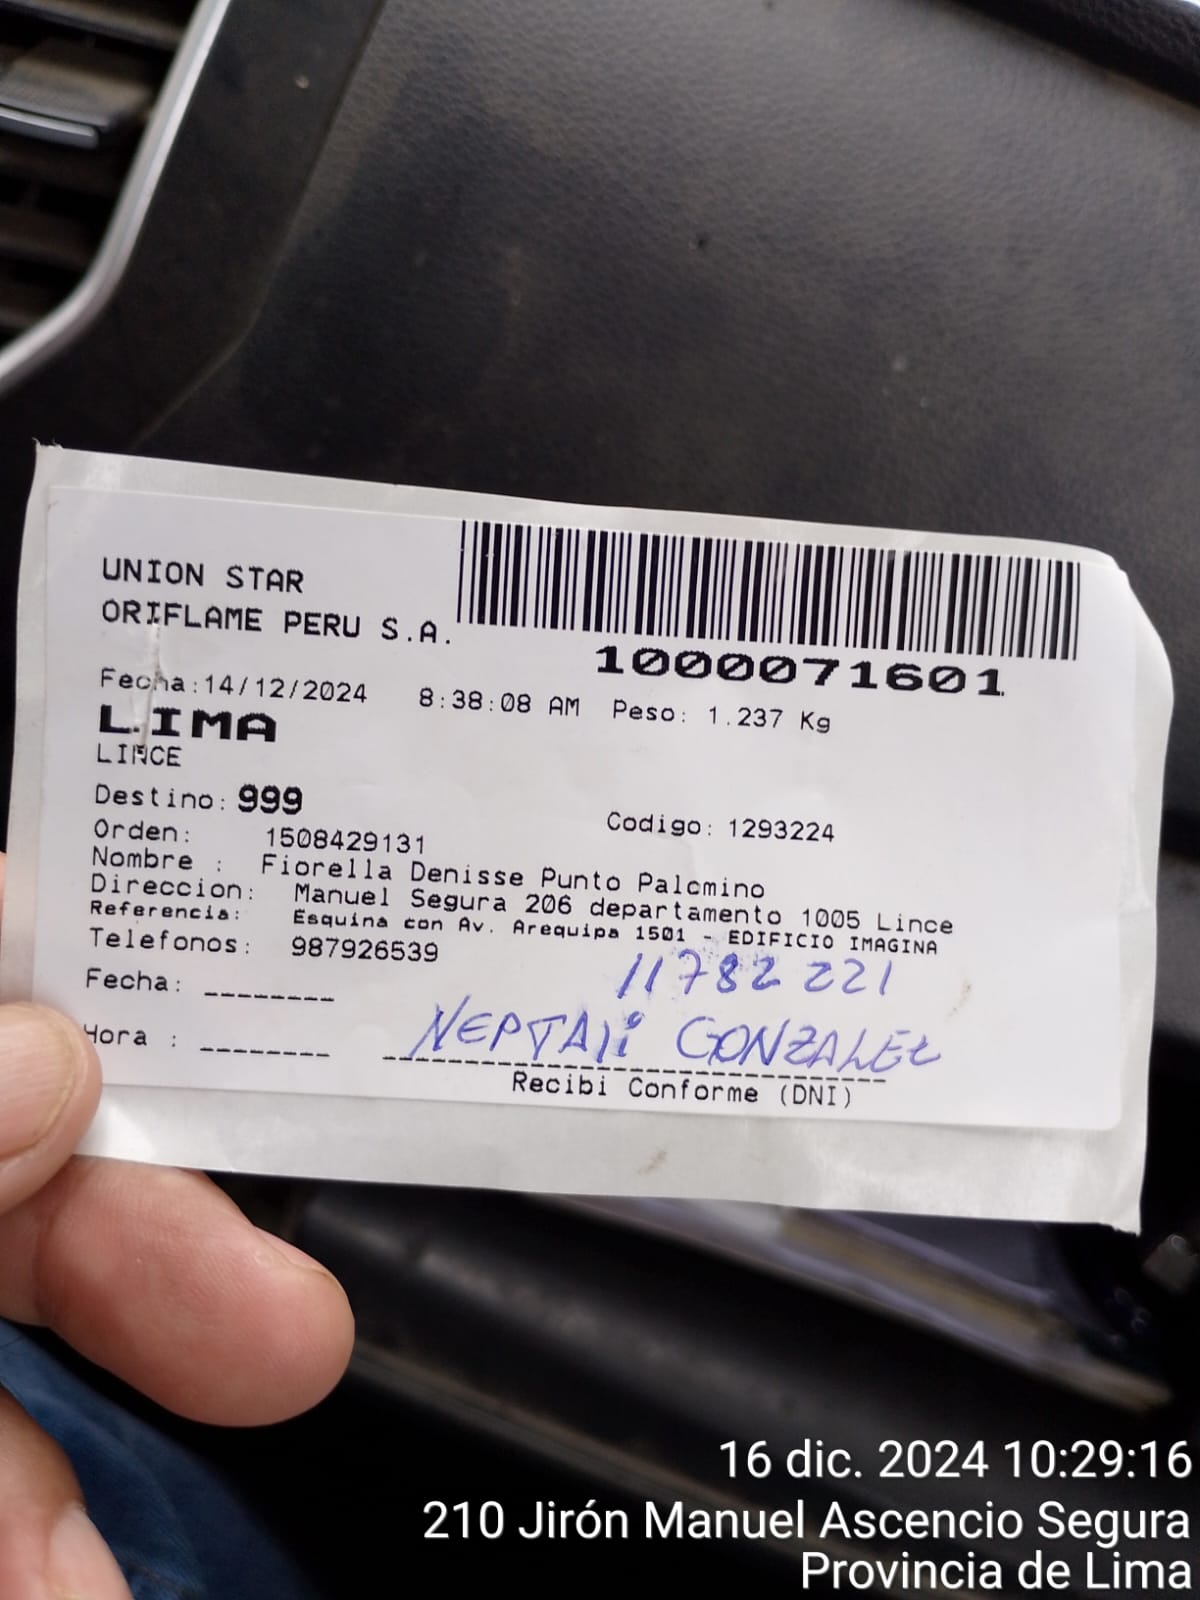 UNION STAR
ORIFLAME PERU S.A.
1000071601
Fecha:14/12/2024 8:38:08 AM Peso: 1.237 Kg
LIMA
LINCE
Destino: 999
Codigo: 1293224
Orden: 1508429131
Nombre : Fiorella Denisse Punto Palomino
Direccion: Manuel Segura 206 departamento 1005 Lince
Referencia: Esquina con Av. Arequipa 1501 - EDIFICIO IMAGINA
Telefonos: 987926539
11782221
Fecha: --------
NEPTAli GONZALEZ
Hora : --------
Recibi Conforme (DNI)
16 dic. 2024 10:29:16
210 Jirón Manuel Ascencio Segura
Provincia de Lima